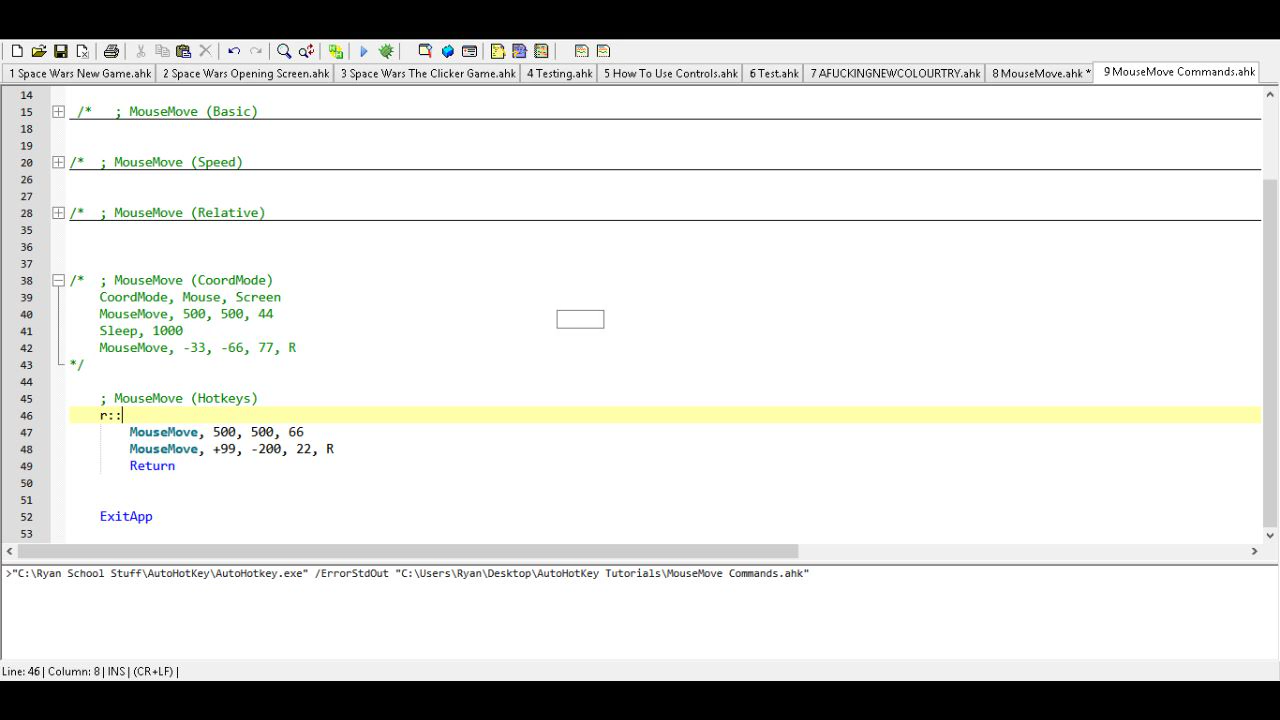 1 Space Wars New Game.ahk 2 Space Wars Opening Screen.ahk 3 Space Wars The Clicker Game.ahk 4 Testing.ahk 5 How To Use Controls.ahk 6 Test.ahk 7 AFUCKINGNEWCOLOURTRY.ahk 8 MouseMove.ahk * 9 MouseMove Commands.ahk
14
15 /* ; MouseMove (Basic)
18
19
20 /* ; MouseMove (Speed)
26
27
28 /* ; MouseMove (Relative)
35
36
37
38 /* ; MouseMove (CoordMode)
39 CoordMode, Mouse, Screen
40 MouseMove, 500, 500, 44
41 Sleep, 1000
42 MouseMove, -33, -66, 77, R
43 */
44
45 ; MouseMove (Hotkeys)
46 r::
47 MouseMove, 500, 500, 66
48 MouseMove, +99, -200, 22, R
49 Return
50
51
52 ExitApp
53
>"C:\Ryan School Stuff\AutoHotKey\AutoHotkey.exe" /ErrorStdOut "C:\Users\Ryan\Desktop\AutoHotKey Tutorials\MouseMove Commands.ahk"
Line: 46 | Column: 8 | INS | (CR+LF) |